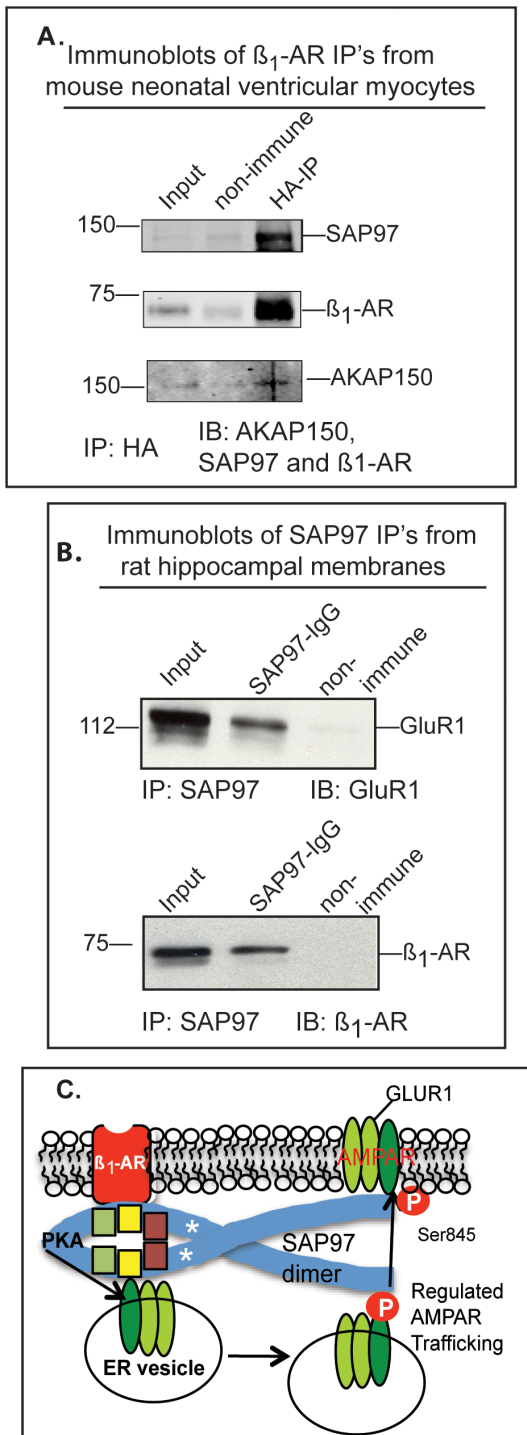 A.
Immunoblots of ß1-AR IP's from
mouse neonatal ventricular myocytes
Input
non-immune
HA-IP
150
SAP97
75
ß1-AR
150
AKAP150
IP: HA
IB: AKAP150,
SAP97 and ß1-AR
B.
Immunoblots of SAP97 IP's from
rat hippocampal membranes
Input
SAP97-IgG
non-
immune
112
GluR1
IP: SAP97
IB: GluR1
Input
SAP97-IgG
non-
immune
75
ß1-AR
IP: SAP97
IB: ß1-AR
C.
GLUR1
ß1-AR
AMPAR
P
Ser845
PKA
*
*
SAP97
dimer
P
Regulated
AMPAR
Trafficking
ER vesicle